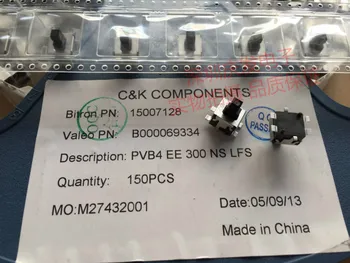 C&K COMPONENTS
Bitron PN: 15007128
Valeo PN: B000069334
Description: PVB4 EE 300 NS LFS
Quantity: 150PCS
MO:M27432001
Date:05/09/13
Made in China
QC
PASS